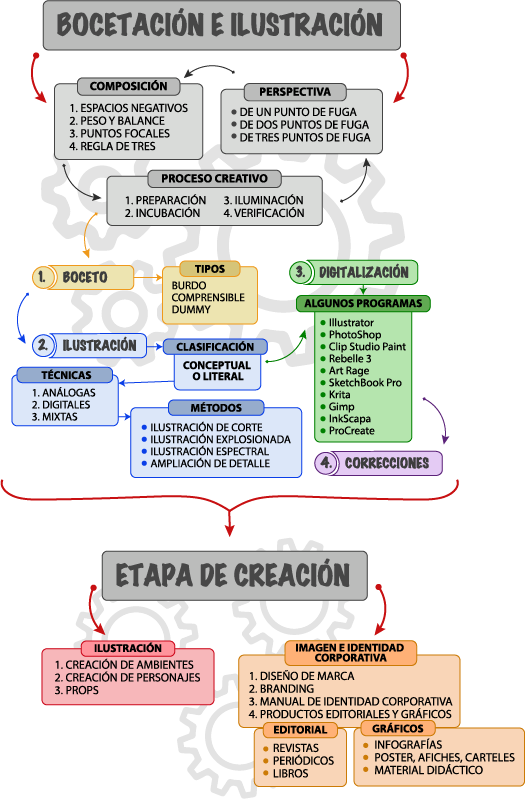 BOCETACIÓN E ILUSTRACIÓN
COMPOSICIÓN
1. ESPACIOS NEGATIVOS
2. PESO Y BALANCE
3. PUNTOS FOCALES
4. REGLA DE TRES
PERSPECTIVA
• DE UN PUNTO DE FUGA
• DE DOS PUNTOS DE FUGA
• DE TRES PUNTOS DE FUGA
PROCESO CREATIVO
1. PREPARACIÓN
2. INCUBACIÓN
3. ILUMINACIÓN
4. VERIFICACIÓN
1. BOCETO
TIPOS
BURDO
COMPRENSIBLE
DUMMY
2. ILUSTRACIÓN
CLASIFICACIÓN
CONCEPTUAL
O LITERAL
TÉCNICAS
1. ANÁLOGAS
2. DIGITALES
3. MIXTAS
MÉTODOS
• ILUSTRACIÓN DE CORTE
• ILUSTRACIÓN EXPLOSIONADA
• ILUSTRACIÓN ESPECTRAL
• AMPLIACIÓN DE DETALLE
3. DIGITALIZACIÓN
ALGUNOS PROGRAMAS
• Illustrator
• PhotoShop
• Clip Studio Paint
• Rebelle 3
• Art Rage
• SketchBook Pro
• Krita
• Gimp
• InkScapa
• ProCreate
4. CORRECCIONES
ETAPA DE CREACIÓN
ILUSTRACIÓN
1. CREACIÓN DE AMBIENTES
2. CREACIÓN DE PERSONAJES
3. PROPS
IMAGEN E IDENTIDAD
CORPORATIVA
1. DISEÑO DE MARCA
2. BRANDING
3. MANUAL DE IDENTIDAD CORPORATIVA
4. PRODUCTOS EDITORIALES Y GRÁFICOS
EDITORIAL
• REVISTAS
• PERIÓDICOS
• LIBROS
GRÁFICOS
• INFOGRAFÍAS
• POSTER, AFICHES, CARTELES
• MATERIAL DIDÁCTICO